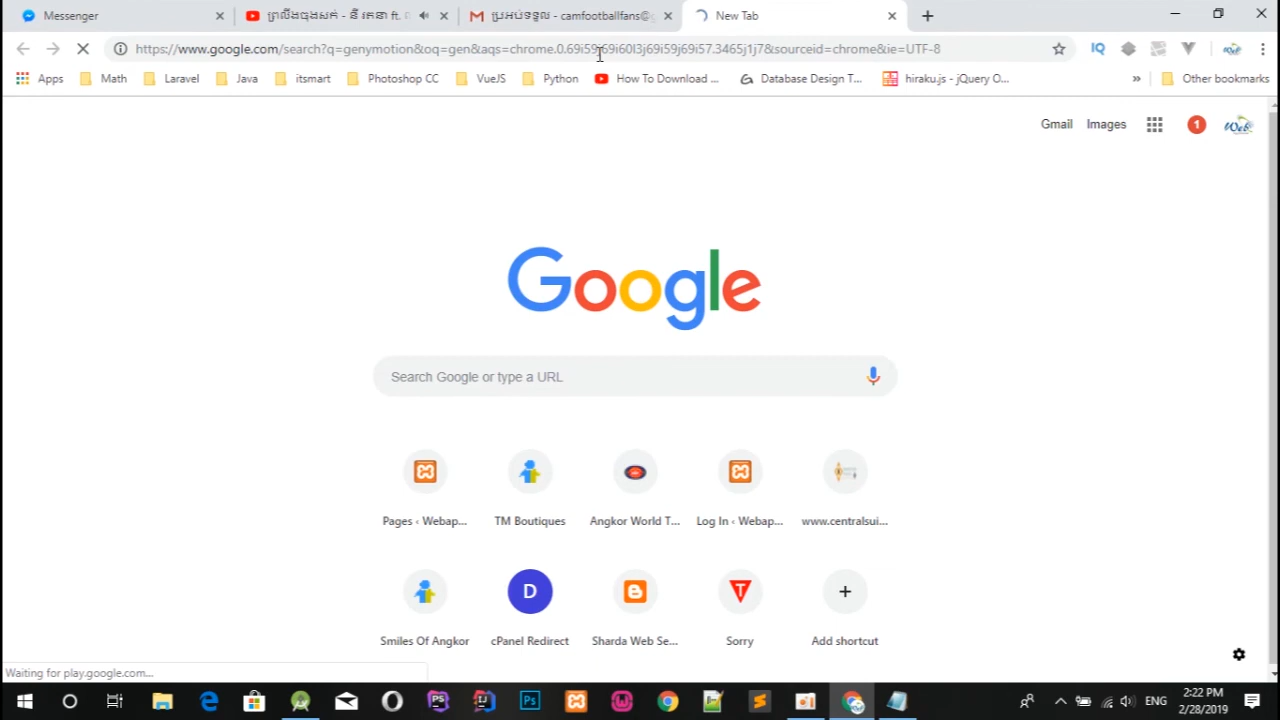 Messenger
ព្រលឹងបុងសក់ - នី រតនា ft.
ប្រអប់ទទួល - camfootballfans@g
New Tab
https://www.google.com/search?q=genymotion&oq=gen&aqs=chrome.0.69i59j69i60l3j69i59j69i57.3465j1j7&sourceid=chrome&ie=UTF-8
Apps Math Laravel Java itsmart Photoshop CC VueJS Python How To Download ... Database Design T... hiraku.js - jQuery O... » Other bookmarks
Gmail Images 1
Google
Search Google or type a URL
Pages ‹ Webap... TM Boutiques Angkor World T... Log In ‹ Webap... www.centralsui...
D
Smiles Of Angkor cPanel Redirect Sharda Web Se... Sorry Add shortcut
Waiting for play.google.com...
ENG
2:22 PM
2/28/2019